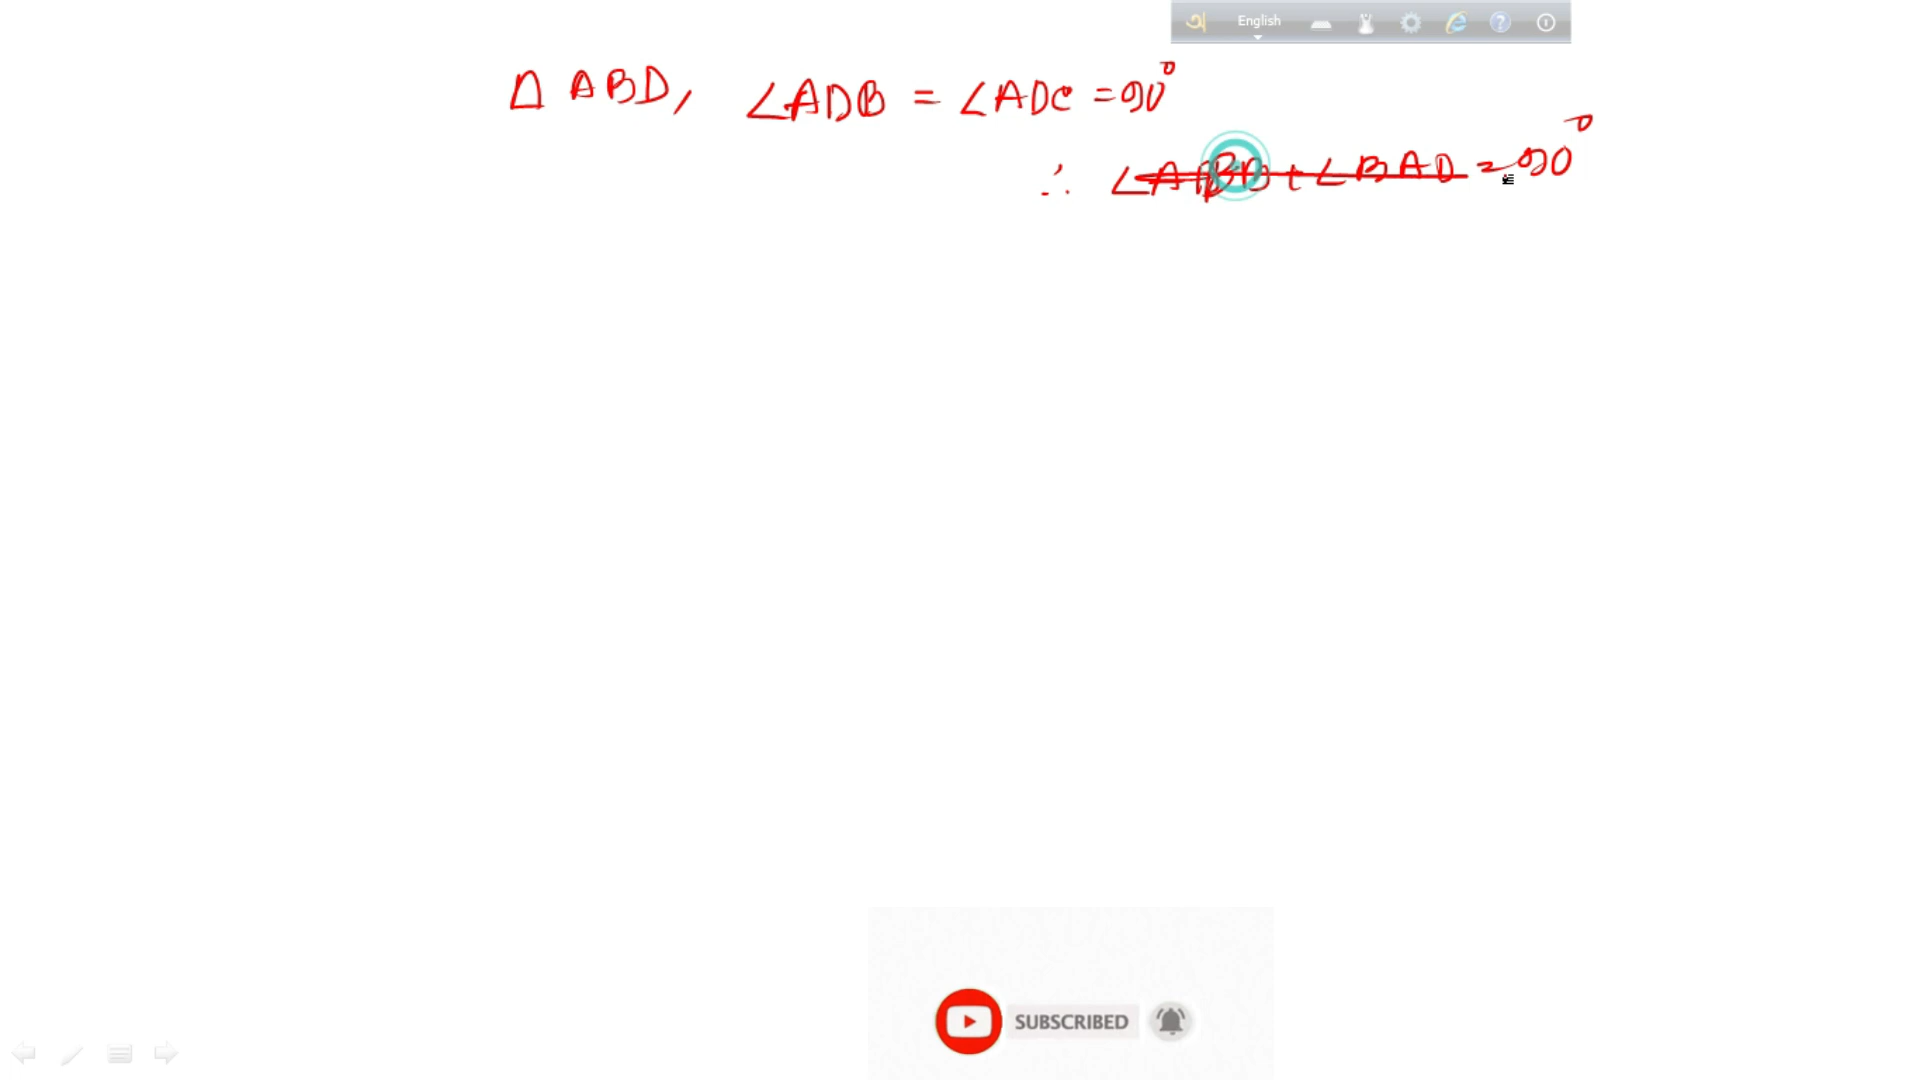 English
Δ ABD, ∠ADB = ∠ADC = 90°
∴ ∠ABD + ∠BAD = 90°
SUBSCRIBED